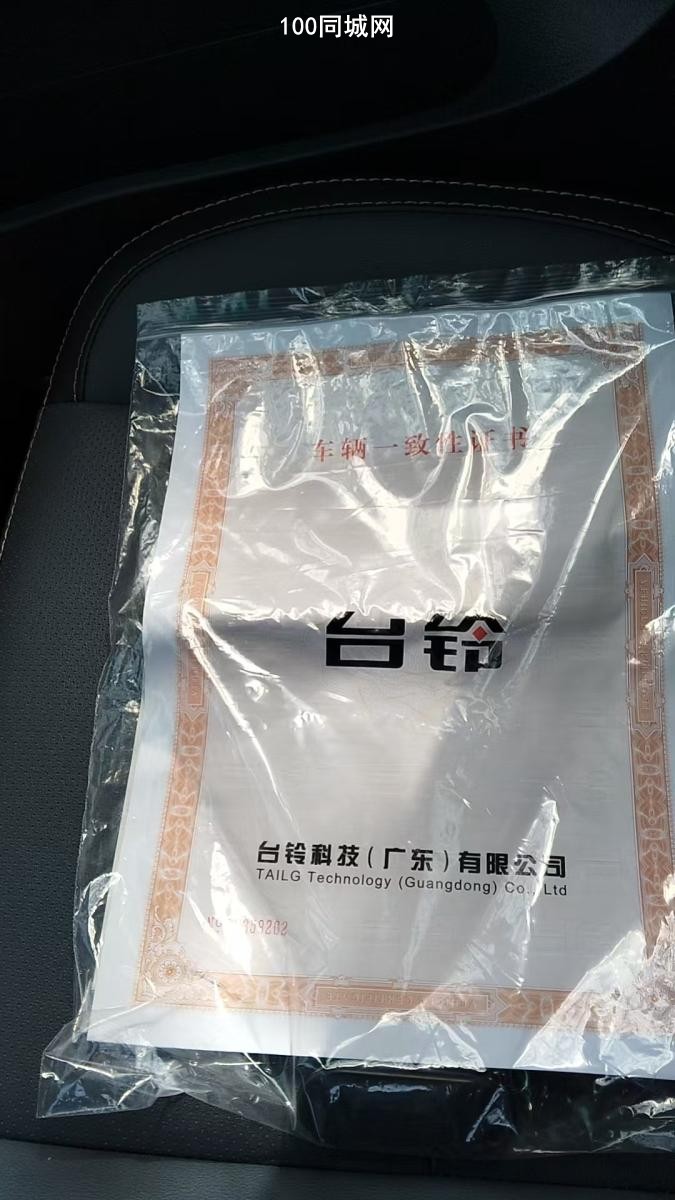 100同城网
车辆一致性证书
台铃
台铃科技(广东)有限公司
TAILG Technology (Guangdong) Co., Ltd